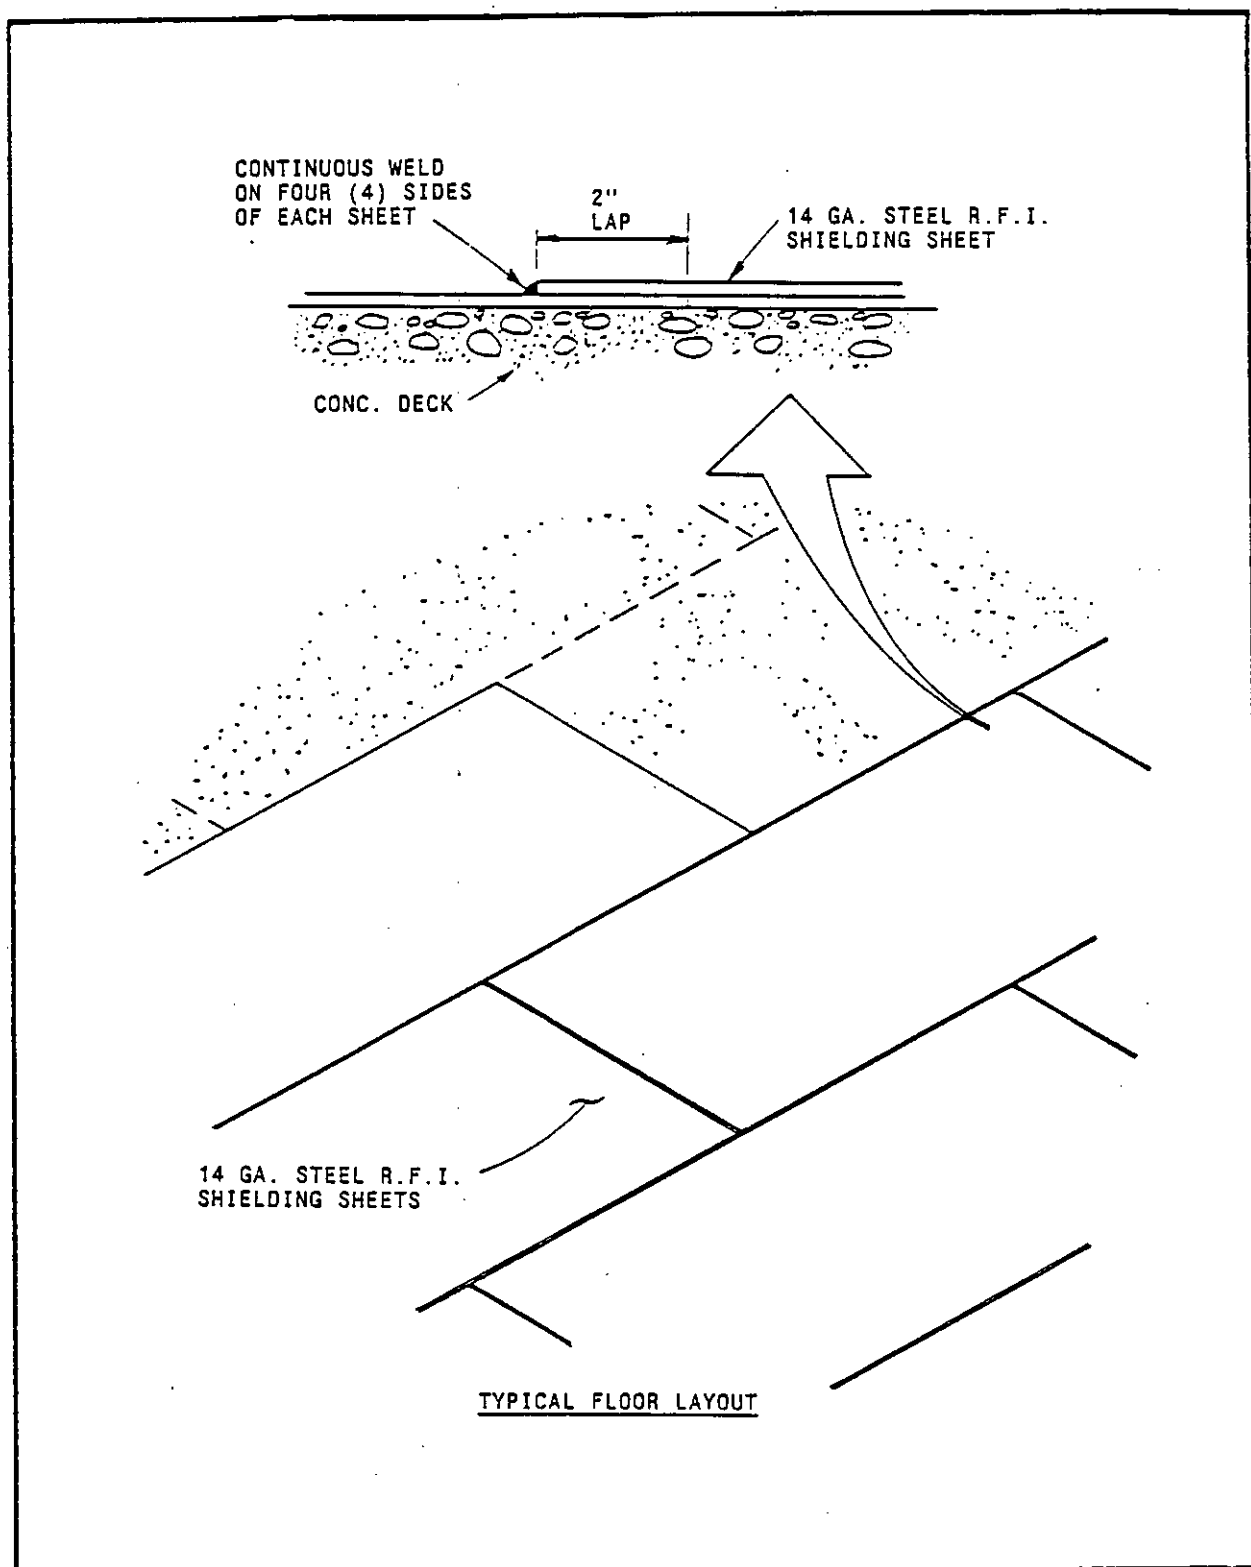 CONTINUOUS WELD
ON FOUR (4) SIDES
OF EACH SHEET
2"
LAP
14 GA. STEEL R.F.I.
SHIELDING SHEET
CONC. DECK
14 GA. STEEL R.F.I.
SHIELDING SHEETS
TYPICAL FLOOR LAYOUT